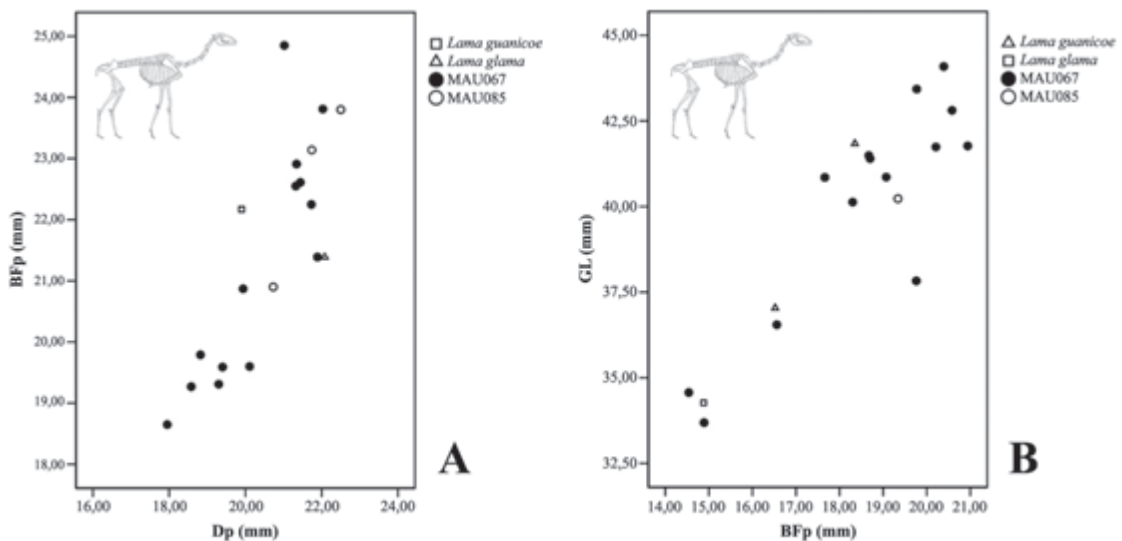 25,00
24,00
23,00
22,00
21,00
20,00
19,00
18,00
BFp (mm)
16,00 18,00 20,00 22,00 24,00
Dp (mm)
Lama guanicoe
Lama glama
MAU067
MAU085
A
45,00
42,50
40,00
37,50
35,00
32,50
GL (mm)
14,00 15,00 16,00 17,00 18,00 19,00 20,00 21,00
BFp (mm)
Lama guanicoe
Lama glama
MAU067
MAU085
B